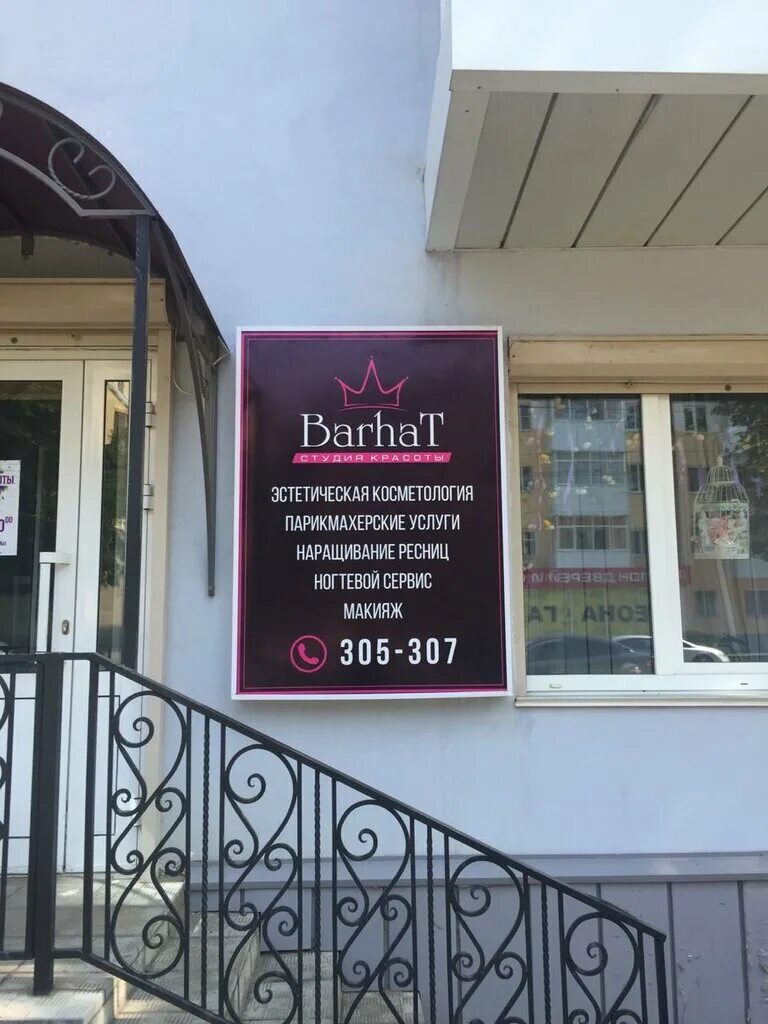 BarhaT
СТУДИЯ КРАСОТЫ
ЭСТЕТИЧЕСКАЯ КОСМЕТОЛОГИЯ
ПАРИКМАХЕРСКИЕ УСЛУГИ
НАРАЩИВАНИЕ РЕСНИЦ
НОГТЕВОЙ СЕРВИС
МАКИЯЖ
305-307